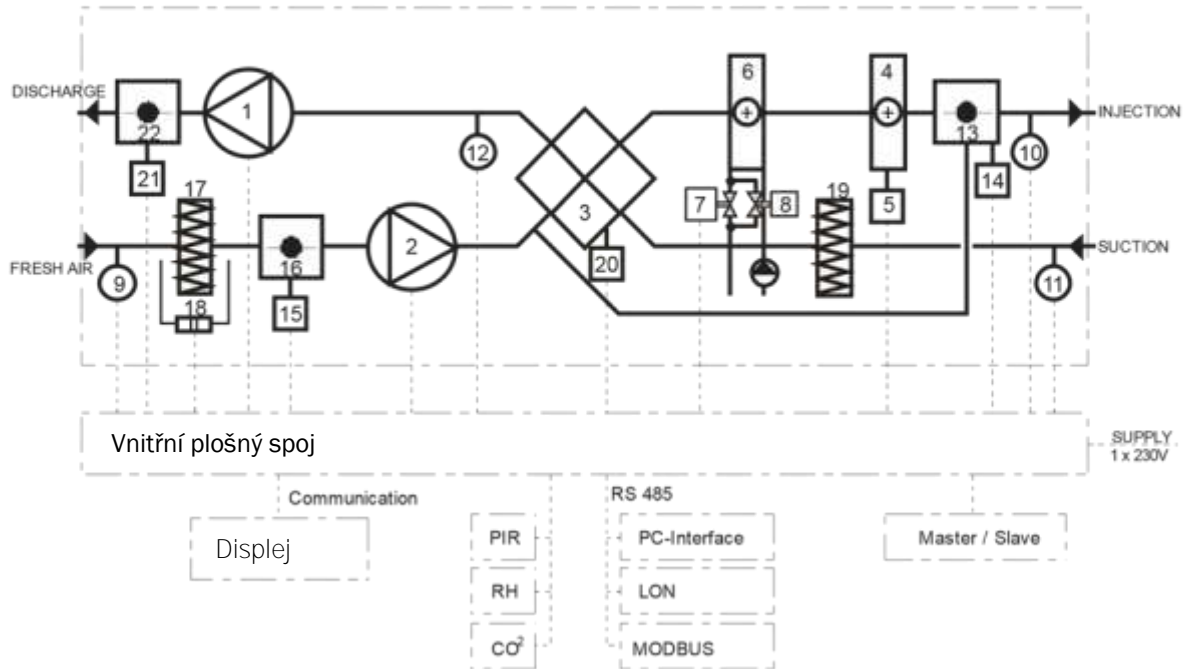 6
4
DISCHARGE
1
22
12
13
10
INJECTION
21
17
3
7
8
5
19
14
2
FRESH AIR
9
16
20
SUCTION
11
18
15
Vnitřní plošný spoj
SUPPLY
1 x 230V
Communication
RS 485
Displej
PIR
PC-Interface
Master / Slave
RH
LON
CO²
MODBUS